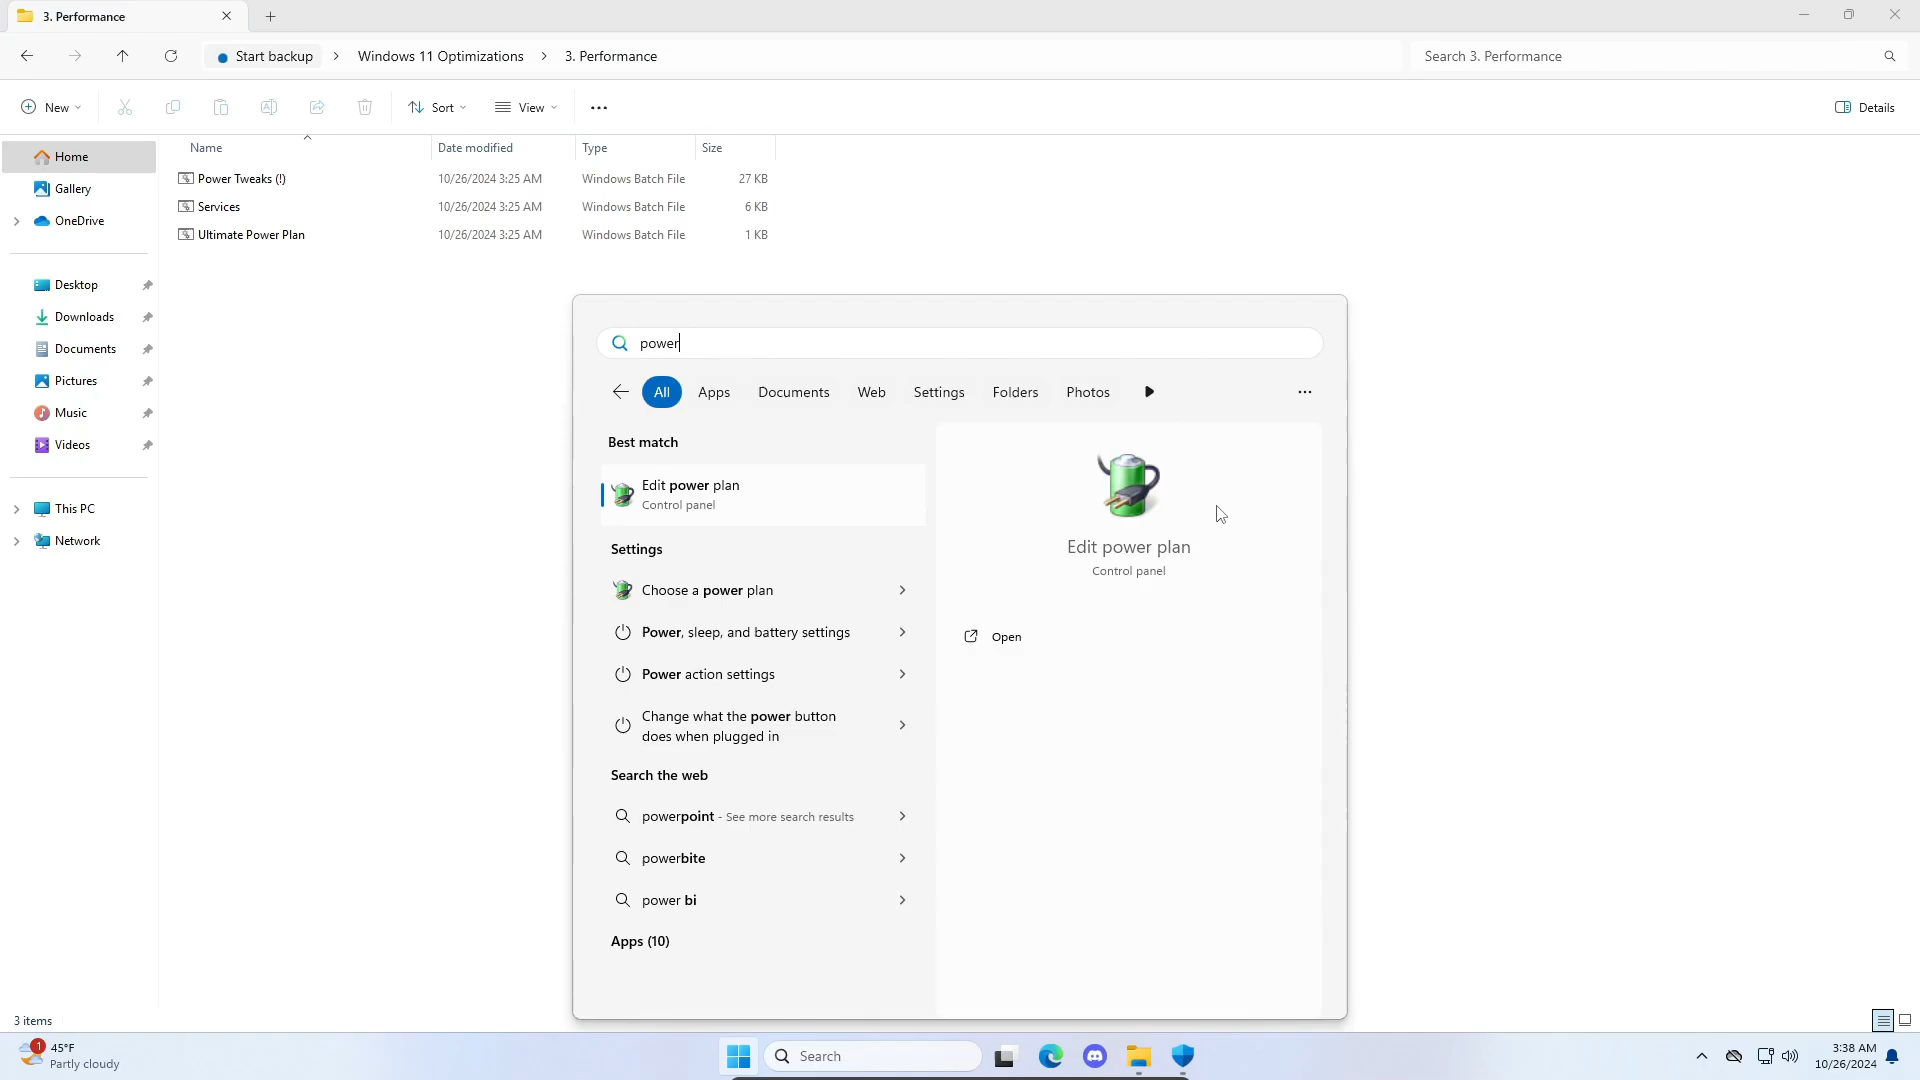 3. Performance
Start backup
Windows 11 Optimizations
3. Performance
Search 3. Performance
New
Sort
View
Details
Name
Date modified
Type
Size
Power Tweaks (!) 10/26/2024 3:25 AM Windows Batch File 27 KB
Services 10/26/2024 3:25 AM Windows Batch File 6 KB
Ultimate Power Plan 10/26/2024 3:25 AM Windows Batch File 1 KB
Home
Gallery
OneDrive
Desktop
Downloads
Documents
Pictures
Music
Videos
This PC
Network
power
All
Apps
Documents
Web
Settings
Folders
Photos
Best match
Edit power plan
Control panel
Settings
Choose a power plan
Power, sleep, and battery settings
Power action settings
Change what the power button
does when plugged in
Search the web
powerpoint - See more search results
powerbite
power bi
Apps (10)
Edit power plan
Control panel
Open
3 items
1
45°F
Partly cloudy
Search
3:38 AM
10/26/2024